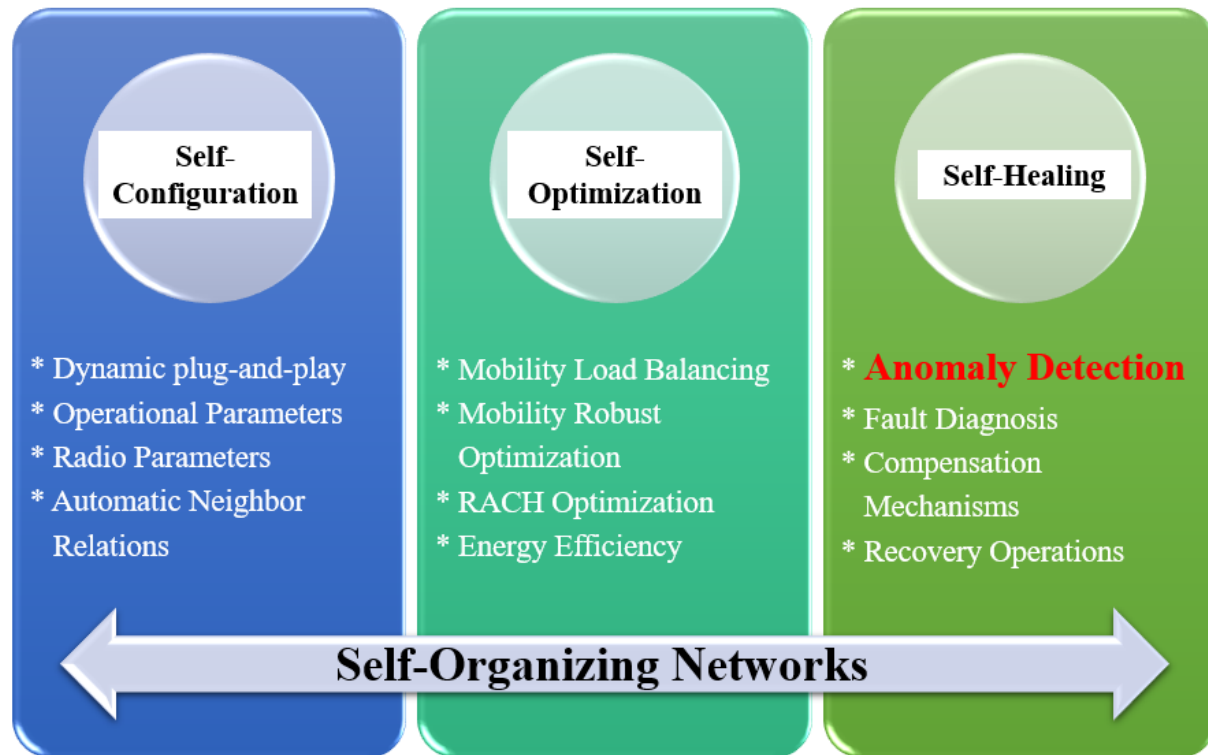 Self-
Configuration
* Dynamic plug-and-play
* Operational Parameters
* Radio Parameters
* Automatic Neighbor
Relations
Self-
Optimization
* Mobility Load Balancing
* Mobility Robust
Optimization
* RACH Optimization
* Energy Efficiency
Self-Healing
* Anomaly Detection
* Fault Diagnosis
* Compensation
Mechanisms
* Recovery Operations
Self-Organizing Networks